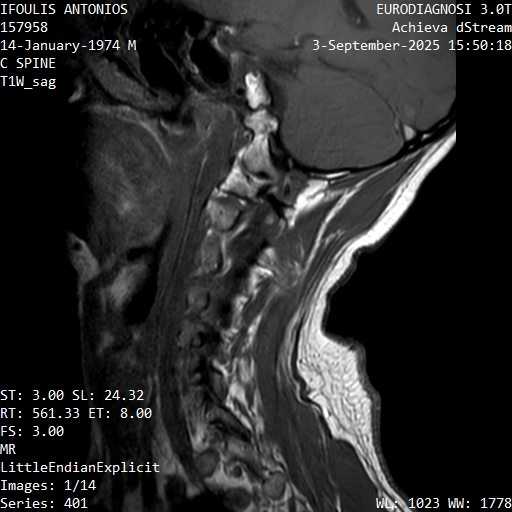 IFOULIS ANTONIOS
157958
14-January-1974 M
C SPINE
T1W_sag
EURODIAGNOSI 3.0T
Achieva dStream
3-September-2025 15:50:18
ST: 3.00 SL: 24.32
RT: 561.33 ET: 8.00
FS: 3.00
MR
LittleEndianExplicit
Images: 1/14
Series: 401
WL: 1023 WW: 1778